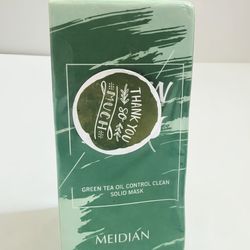 THANK
YOU
SO
MUCH
GREEN TEA OIL CONTROL CLEAN
SOLID MASK
MEIDIAN